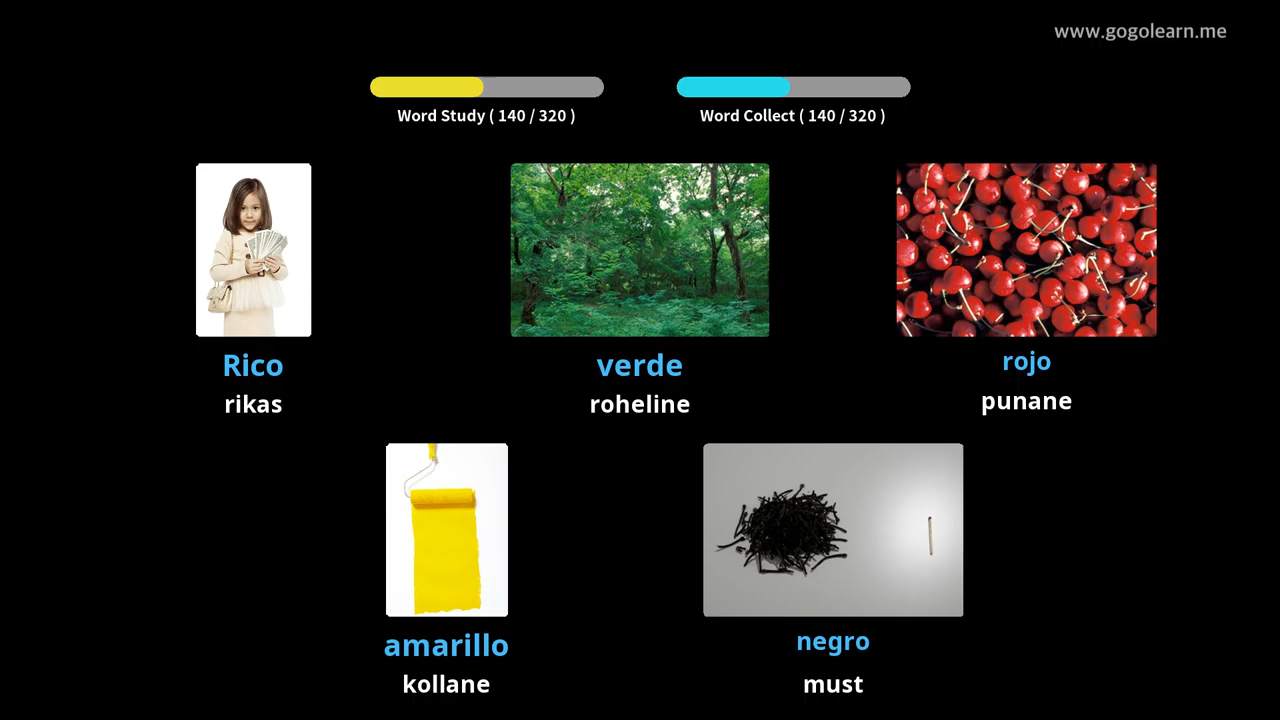 www.gogolearn.me
Word Study ( 140 / 320 )
Word Collect ( 140 / 320 )
Rico
rikas
verde
roheline
rojo
punane
amarillo
kollane
negro
must